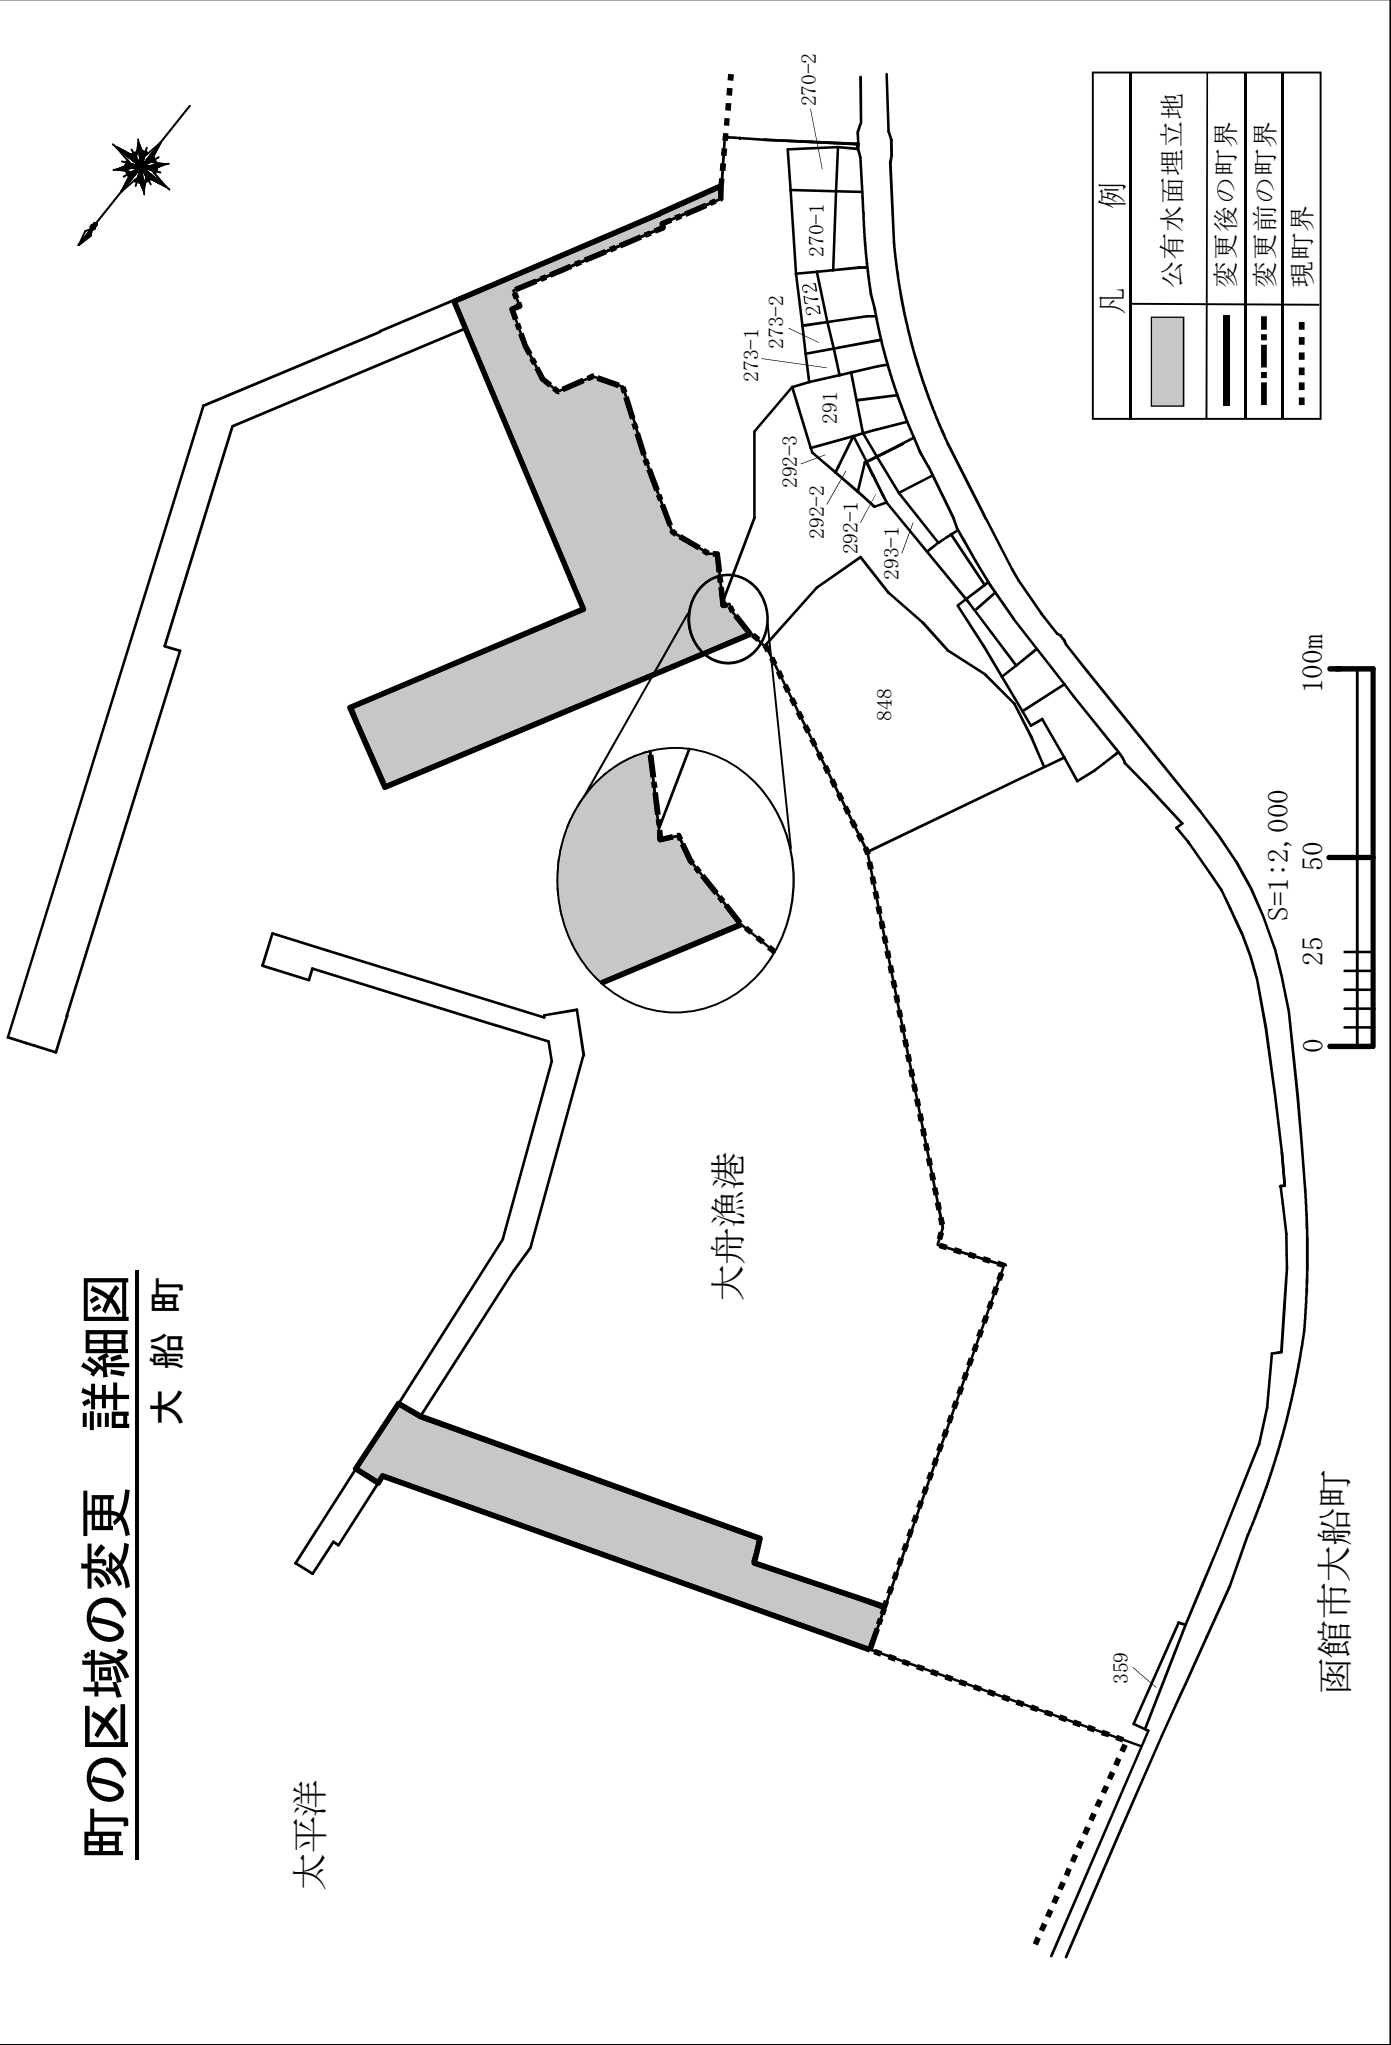 町の区域の変更　詳細図
大 船 町
太平洋
大舟漁港
函館市大船町
359
848
293-1
292-1
292-2
292-3
291
273-1
273-2
272
270-1
270-2
凡　例
公有水面埋立地
変更後の町界
変更前の町界
現町界
S=1:2,000
0 25 50 100m